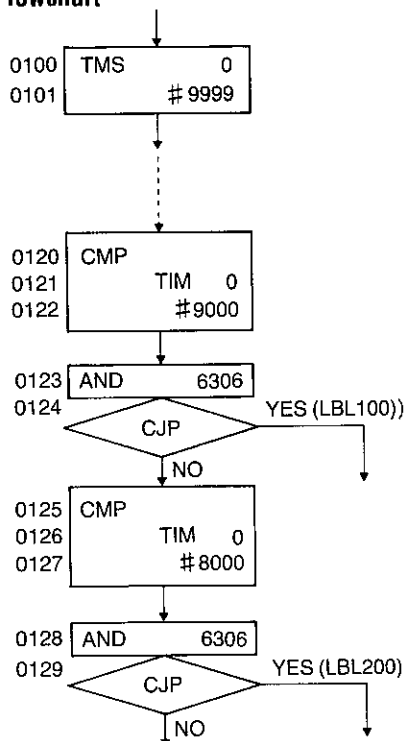 0100 TMS 0
0101 #9999
0120 CMP
0121 TIM 0
0122 #9000
0123 AND 6306
0124 CJP YES (LBL100))
NO
0125 CMP
0126 TIM 0
0127 #8000
0128 AND 6306
0129 CJP YES (LBL200)
NO